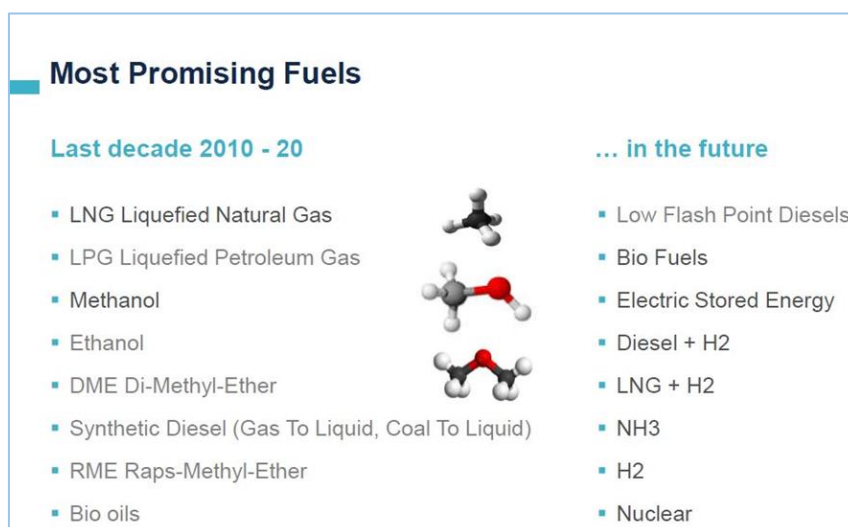 Most Promising Fuels
Last decade 2010 - 20
LNG Liquefied Natural Gas
LPG Liquefied Petroleum Gas
Methanol
Ethanol
DME Di-Methyl-Ether
Synthetic Diesel (Gas To Liquid, Coal To Liquid)
RME Raps-Methyl-Ether
Bio oils
... in the future
Low Flash Point Diesels
Bio Fuels
Electric Stored Energy
Diesel + H2
LNG + H2
NH3
H2
Nuclear